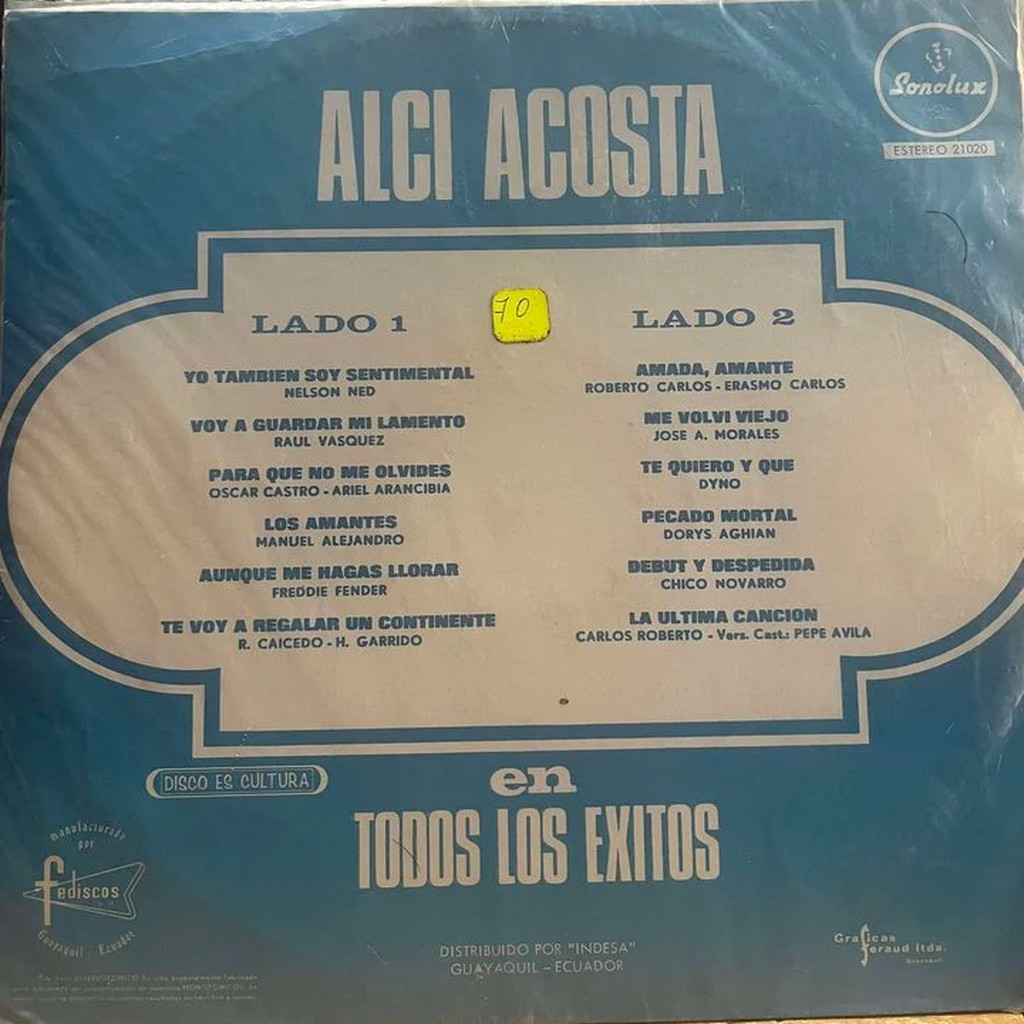 Sonolux
ESTEREO 21020
ALCI ACOSTA
70
LADO 1
YO TAMBIEN SOY SENTIMENTAL
NELSON NED
VOY A GUARDAR MI LAMENTO
RAUL VASQUEZ
PARA QUE NO ME OLVIDES
OSCAR CASTRO - ARIEL ARANCIBIA
LOS AMANTES
MANUEL ALEJANDRO
AUNQUE ME HAGAS LLORAR
FREDDIE FENDER
TE VOY A REGALAR UN CONTINENTE
R. CAICEDO - H. GARRIDO
LADO 2
AMADA, AMANTE
ROBERTO CARLOS - ERASMO CARLOS
ME VOLVI VIEJO
JOSE A. MORALES
TE QUIERO Y QUE
DYNO
PECADO MORTAL
DORYS AGHIAN
DEBUT Y DESPEDIDA
CHICO NOVARRO
LA ULTIMA CANCION
CARLOS ROBERTO - Vers. Cast.: PEPE AVILA
DISCO ES CULTURA
en
TODOS LOS EXITOS
manufacturado
por
fediscos
Guayaquil - Ecuador
DISTRIBUIDO POR "INDESA"
GUAYAQUIL - ECUADOR
Graficas
feraud ltda.
Guayaquil